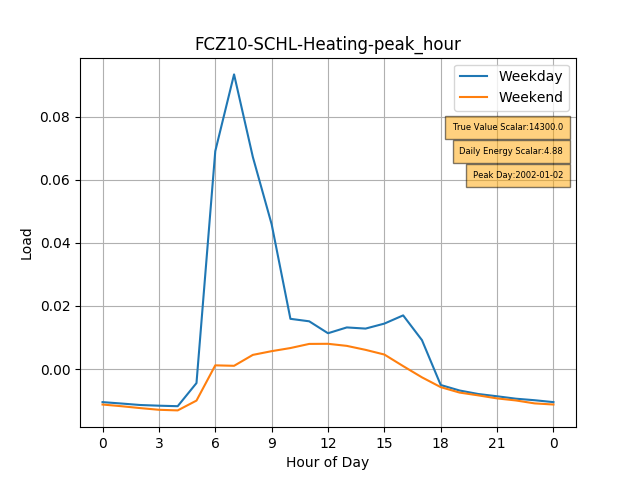 FCZ10-SCHL-Heating-peak_hour
Weekday
Weekend
True Value Scalar:14300.0
Daily Energy Scalar:4.88
Peak Day:2002-01-02
0.08
0.06
0.04
0.02
0.00
Load
0 3 6 9 12 15 18 21 0
Hour of Day